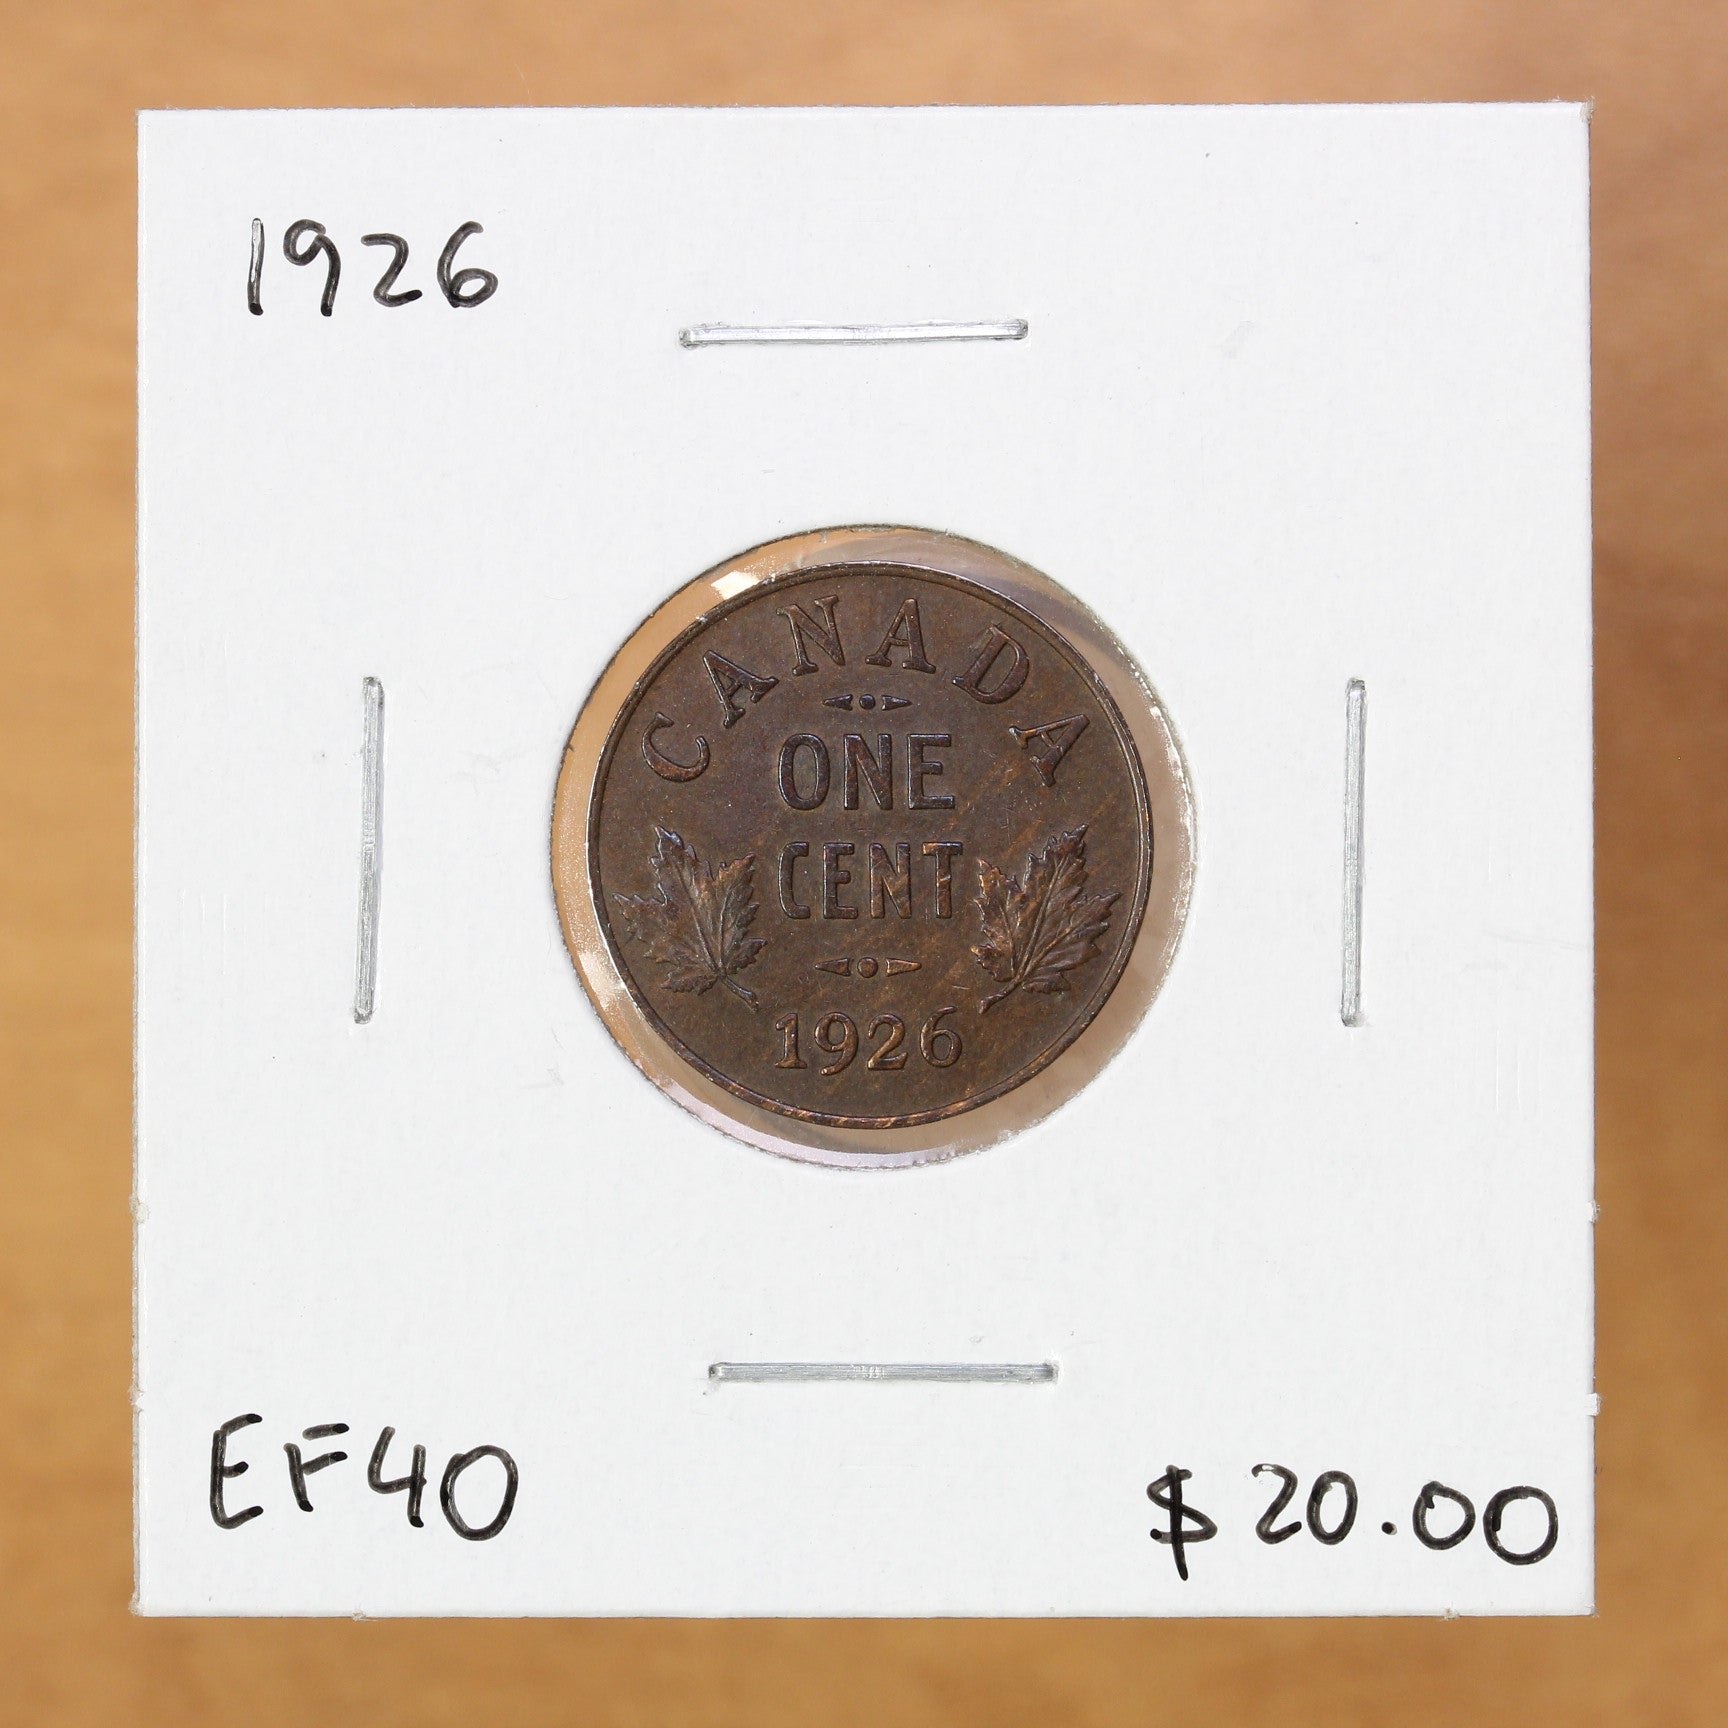 1926
CANADA
ONE
CENT
1926
EF40
$20.00